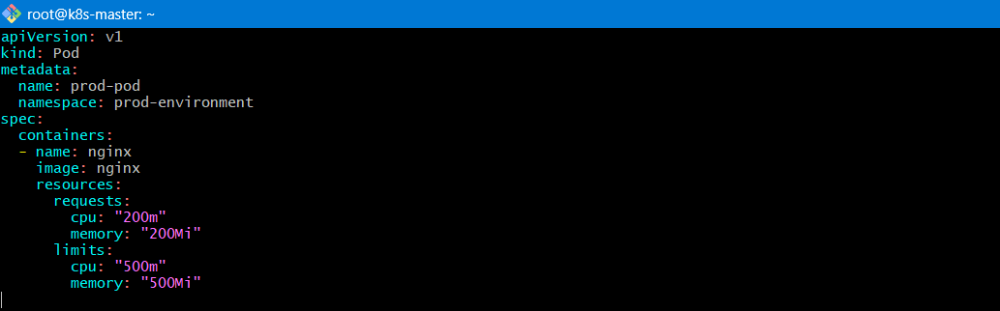 root@k8s-master: ~
apiVersion: v1
kind: Pod
metadata:
  name: prod-pod
  namespace: prod-environment
spec:
  containers:
  - name: nginx
    image: nginx
    resources:
      requests:
        cpu: "200m"
        memory: "200Mi"
      limits:
        cpu: "500m"
        memory: "500Mi"